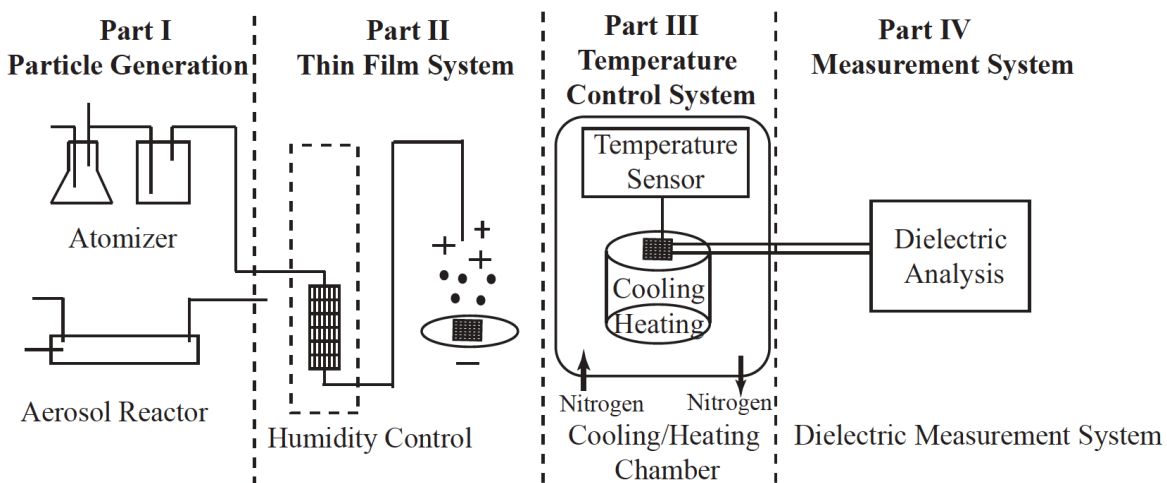 Part I
Particle Generation
Atomizer
Aerosol Reactor
Part II
Thin Film System
+
+
+
−
Humidity Control
Part III
Temperature
Control System
Temperature
Sensor
Cooling
Heating
Nitrogen
Nitrogen
Cooling/Heating
Chamber
Part IV
Measurement System
Dielectric
Analysis
Dielectric Measurement System